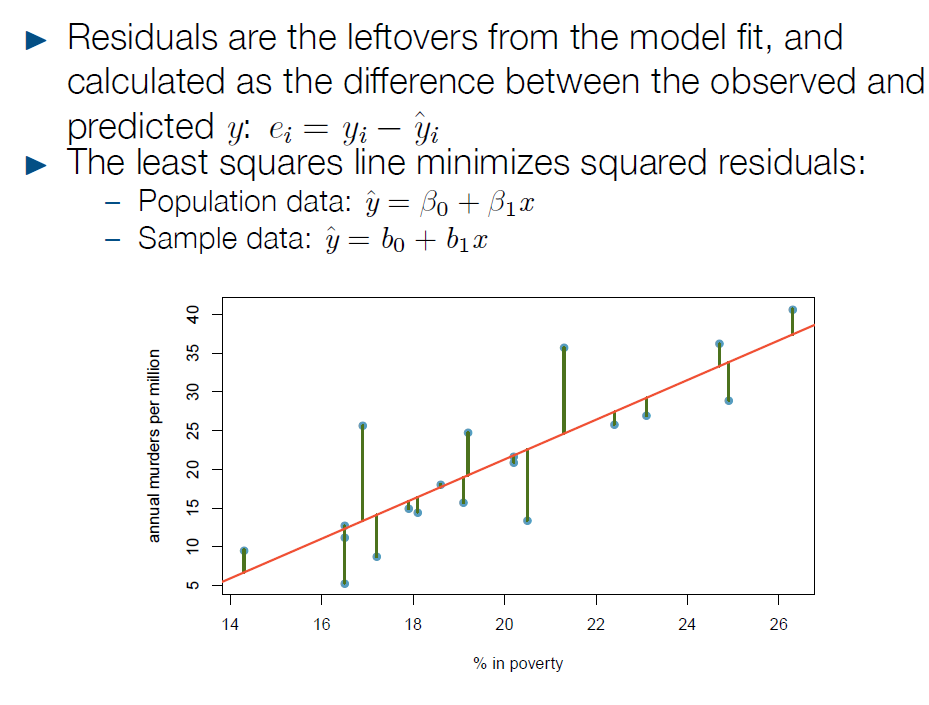 ► Residuals are the leftovers from the model fit, and
calculated as the difference between the observed and
predicted y: eᵢ = yᵢ − ŷᵢ
► The least squares line minimizes squared residuals:
– Population data: ŷ = β₀ + β₁x
– Sample data: ŷ = b₀ + b₁x
40
35
30
25
20
15
10
5
annual murders per million
14 16 18 20 22 24 26
% in poverty